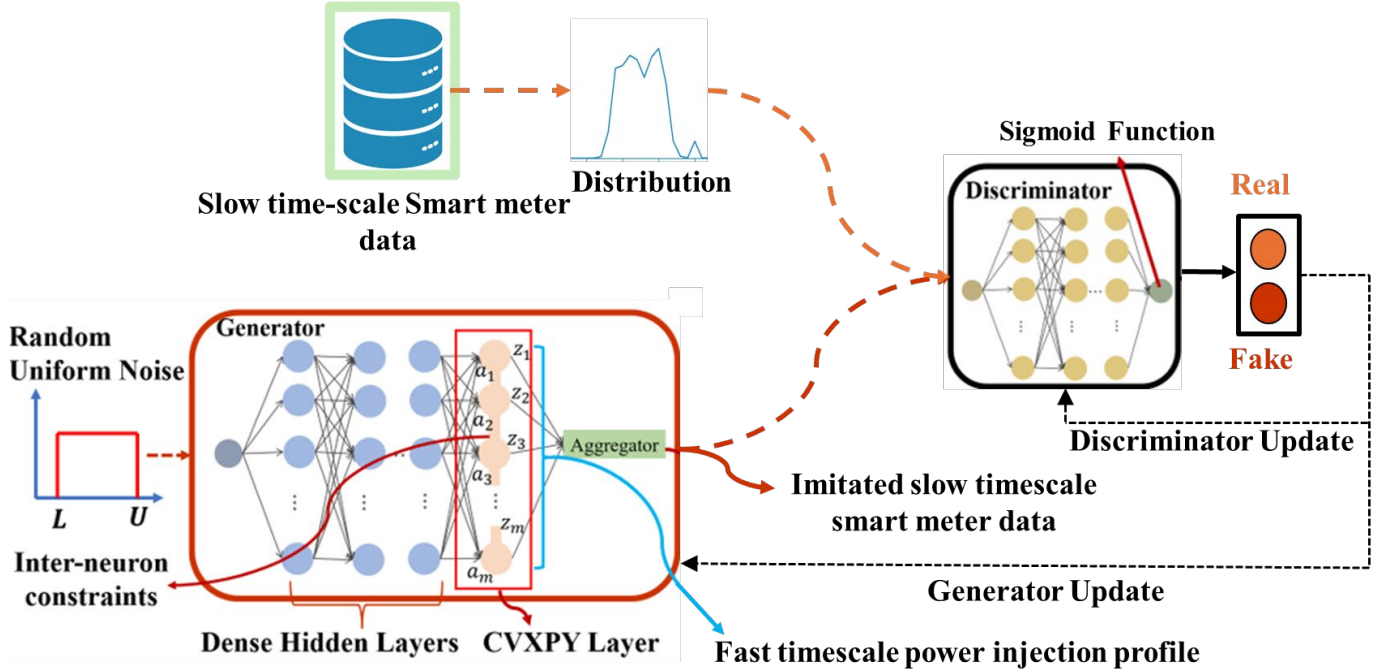 Slow time-scale Smart meter
data
Distribution
Sigmoid Function
Discriminator
Real
Fake
Discriminator Update
Generator Update
Random
Uniform Noise
L
U
Generator
a1
a2
a3
am
z1
z2
z3
zm
Aggregator
Imitated slow timescale
smart meter data
Inter-neuron
constraints
Dense Hidden Layers
CVXPY Layer
Fast timescale power injection profile